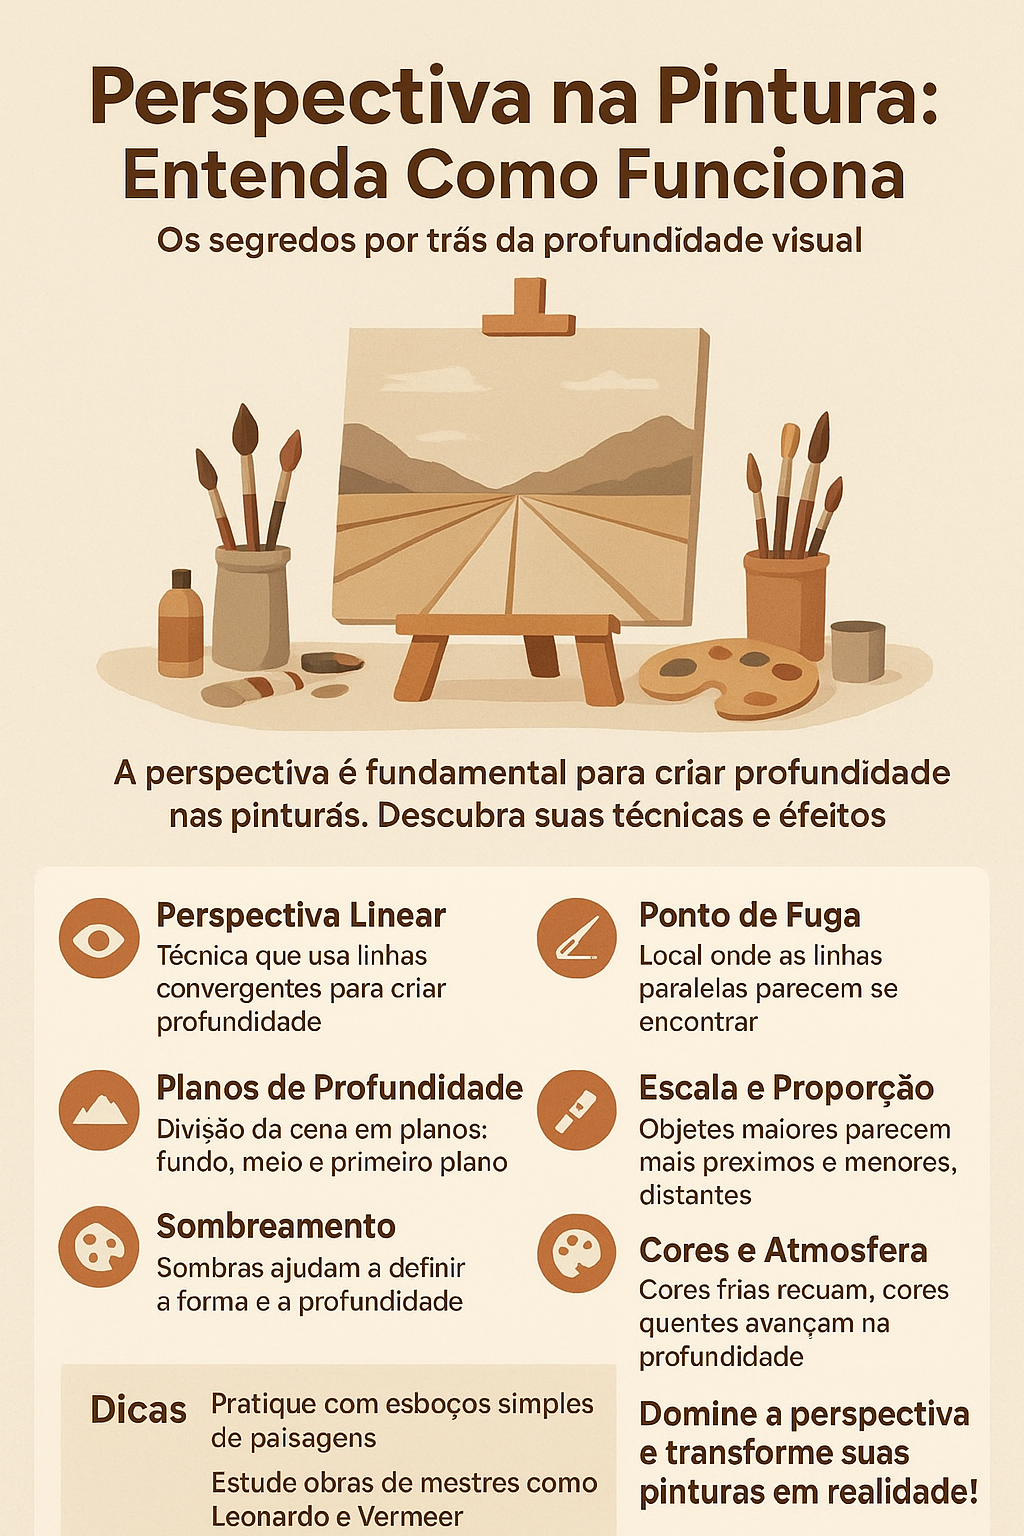 Perspectiva na Pintura:
Entenda Como Funciona
Os segredos por trás da profundĭdade visual
A perspectiva é fundamental para criar profundĭdade
nas pinturás. Descubra suas técnicas e éfeitos
Perspectiva Linear
Técnica que usa linhas
convergentes para criar
profundidade
Ponto de Fuga
Local onde as linhas
paralelas parecem se
encontrar
Planos de Profundidade
Divișăo da cena em planos:
fundo, meio e primeiro plano
Escala e Proporçăo
Objetes maiores parecem
mais preximos e menores,
distantes
Sombreamento
Sombras ajudam a definir
a forma e a profundidade
Cores e Atmosfera
Cores frias recuam, cores
quentes avançam na
profundidade
Dicas
Pratique com esboços simples
de paisagens
Estude obras de mestres como
Leonardo e Vermeer
Domine a perspectiva
e transforme suas
pinturas em realidade!